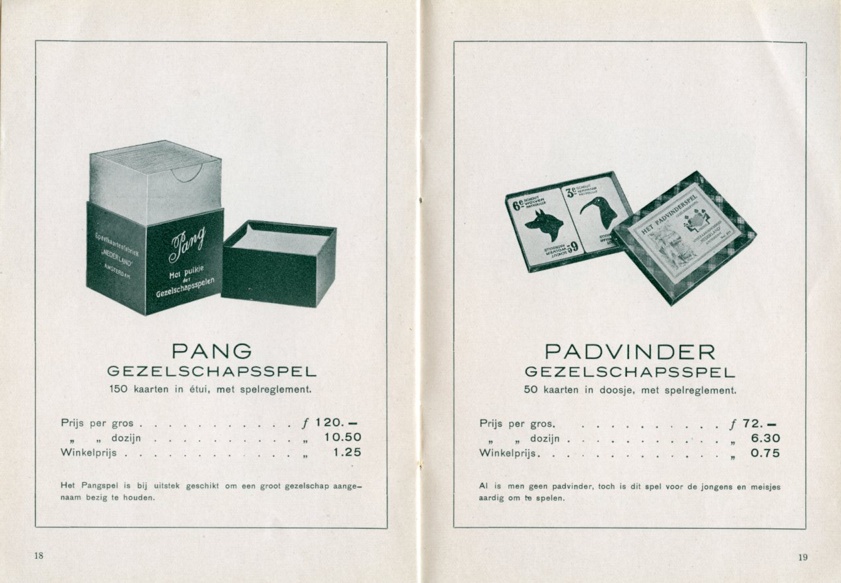 Speelkaartenfabriek
„NEDERLAND"
AMSTERDAM
Pang
Het puikje
der
Gezelschapsspelen
PANG
GEZELSCHAPSSPEL
150 kaarten in étui, met spelreglement.
Prijs per gros . . . . . . . . . . . ƒ 120.—
„ „ dozijn . . . . . . . . . . „ 10.50
Winkelprijs . . . . . . . . . . . . „ 1.25
Het Pangspel is bij uitstek geschikt om een groot gezelschap aange-
naam bezig te houden.
18
HET PADVINDERSPEL
PADVINDER
GEZELSCHAPSSPEL
50 kaarten in doosje, met spelreglement.
Prijs per gros. . . . . . . . . . . ƒ 72.—
„ „ dozijn . . . . . . . . . . „ 6.30
Winkelprijs. . . . . . . . . . . . „ 0.75
Al is men geen padvinder, toch is dit spel voor de jongens en meisjes
aardig om te spelen.
19